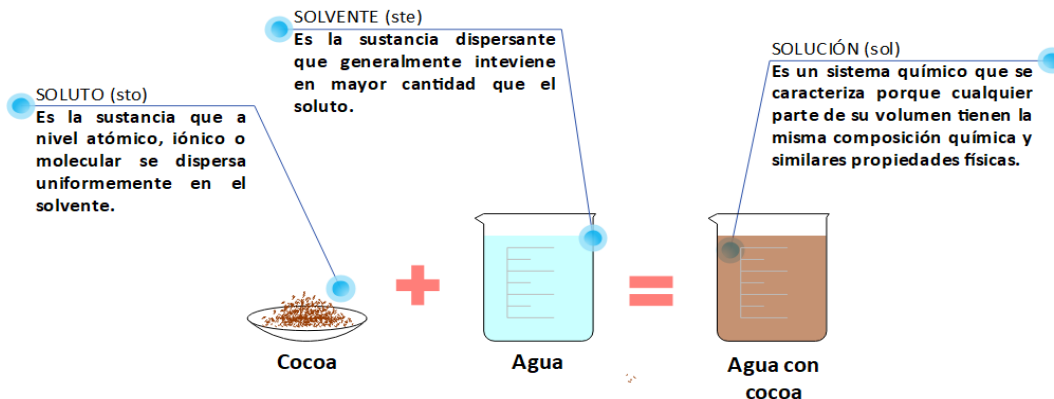 SOLUTO (sto)
Es la sustancia que a
nivel atómico, iónico o
molecular se dispersa
uniformemente en el
solvente.
SOLVENTE (ste)
Es la sustancia dispersante
que generalmente inteviene
en mayor cantidad que el
soluto.
SOLUCIÓN (sol)
Es un sistema químico que se
caracteriza porque cualquier
parte de su volumen tienen la
misma composición química y
similares propiedades físicas.
Cocoa
Agua
Agua con
cocoa